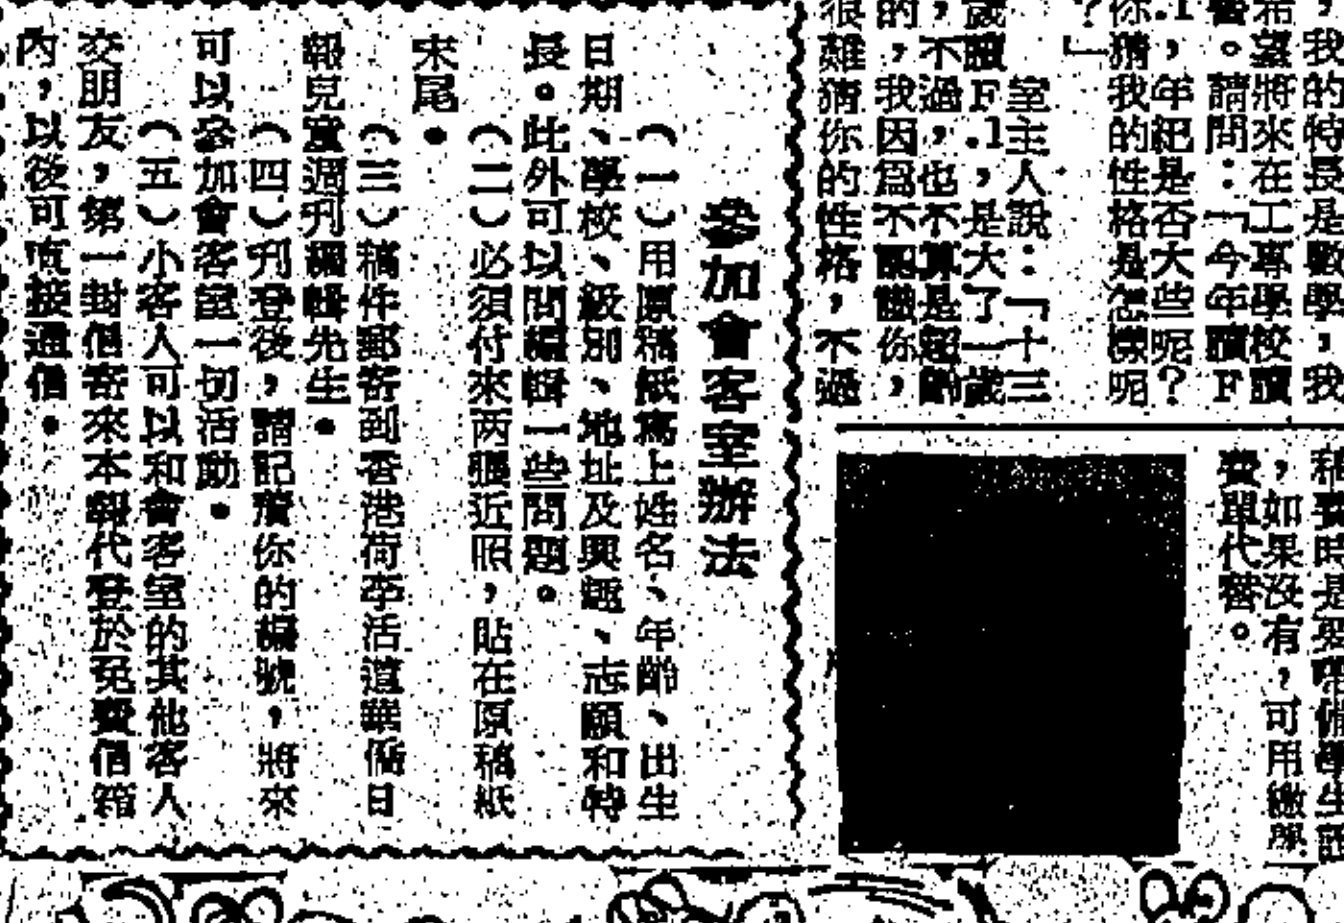 ，我的特長是數學，我
希望將來在工專學校讀
書。請問：「今年讀F
.1，年紀是否大些呢？
你猜我的性格是怎樣呢
？」
室主人說：「十三
歲讀F.1，是大了一歲
，不過，也不算是超齡
的，我因爲不認識你，
很難猜你的性格，不過
時是
，如果沒有，可用繳學
費單代替。
參加會客室辦法
（一）用原稿紙寫上姓名、年齡、出生
日期、學校、級別、地址及興趣、志願和特
長。此外可以問編輯一些問題。
（二）必須付來两張近照，貼在原稿紙
末尾。
（三）稿件郵寄到香港荷李活道華僑日
報兒童週刊編輯先生。
（四）刊登後，請記着你的編號，將來
可以參加會客室一切活動。
（五）小客人可以和會客室的其他客人
交朋友，第一封信寄來本報代登於免費信箱
內，以後可直接通信。